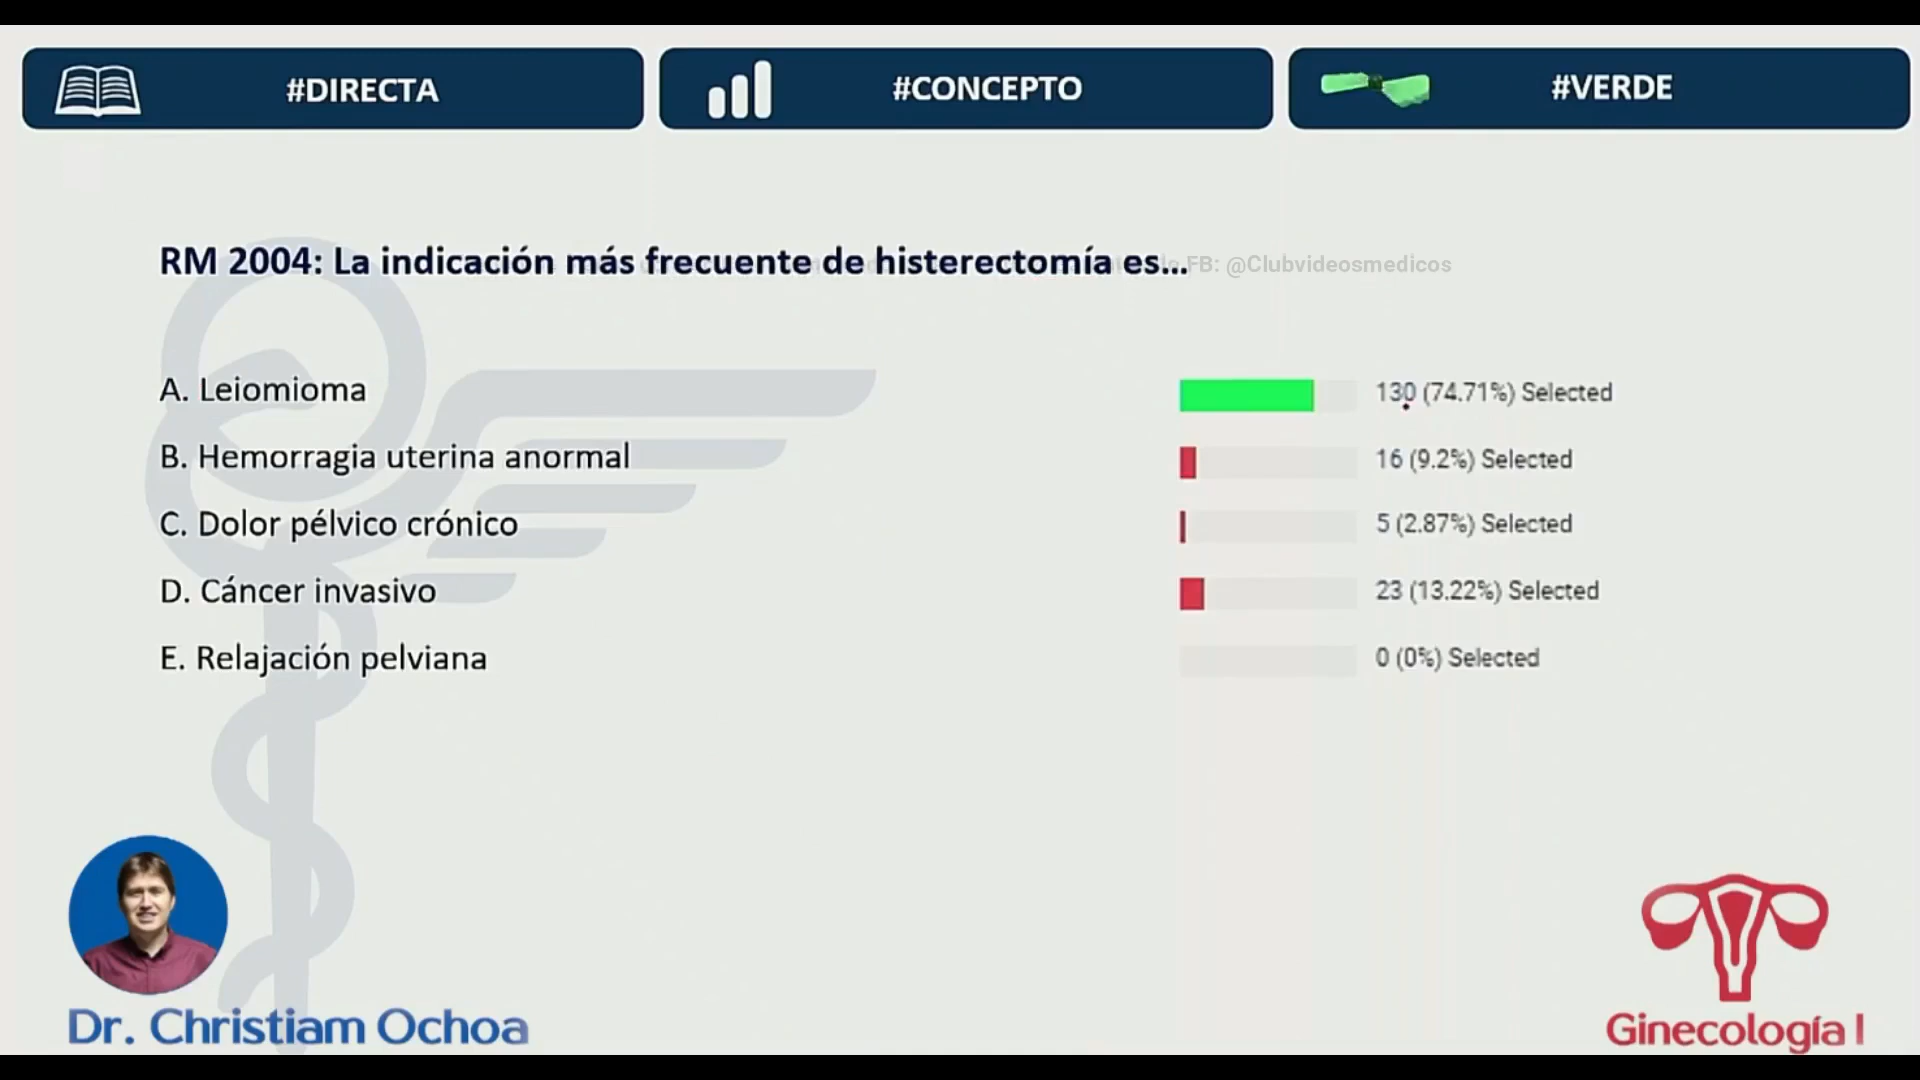 #DIRECTA
#CONCEPTO
#VERDE
RM 2004: La indicación más frecuente de histerectomía es...
FB: @Clubvideosmedicos
A. Leiomioma
130 (74.71%) Selected
B. Hemorragia uterina anormal
16 (9.2%) Selected
C. Dolor pélvico crónico
5 (2.87%) Selected
D. Cáncer invasivo
23 (13.22%) Selected
E. Relajación pelviana
0 (0%) Selected
Dr. Christiam Ochoa
Ginecología I